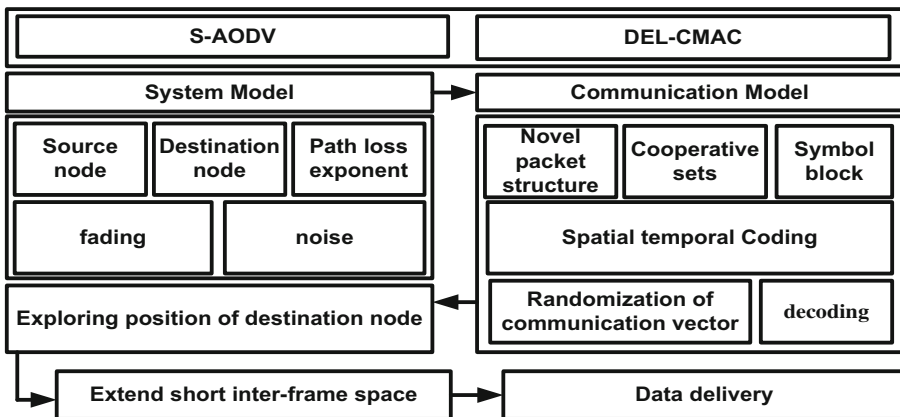 S-AODV
DEL-CMAC
System Model
Communication Model
Source
node
Destination
node
Path loss
exponent
Novel
packet
structure
Cooperative
sets
Symbol
block
fading
noise
Spatial temporal Coding
Exploring position of destination node
Randomization of
communication vector
decoding
Extend short inter-frame space
Data delivery